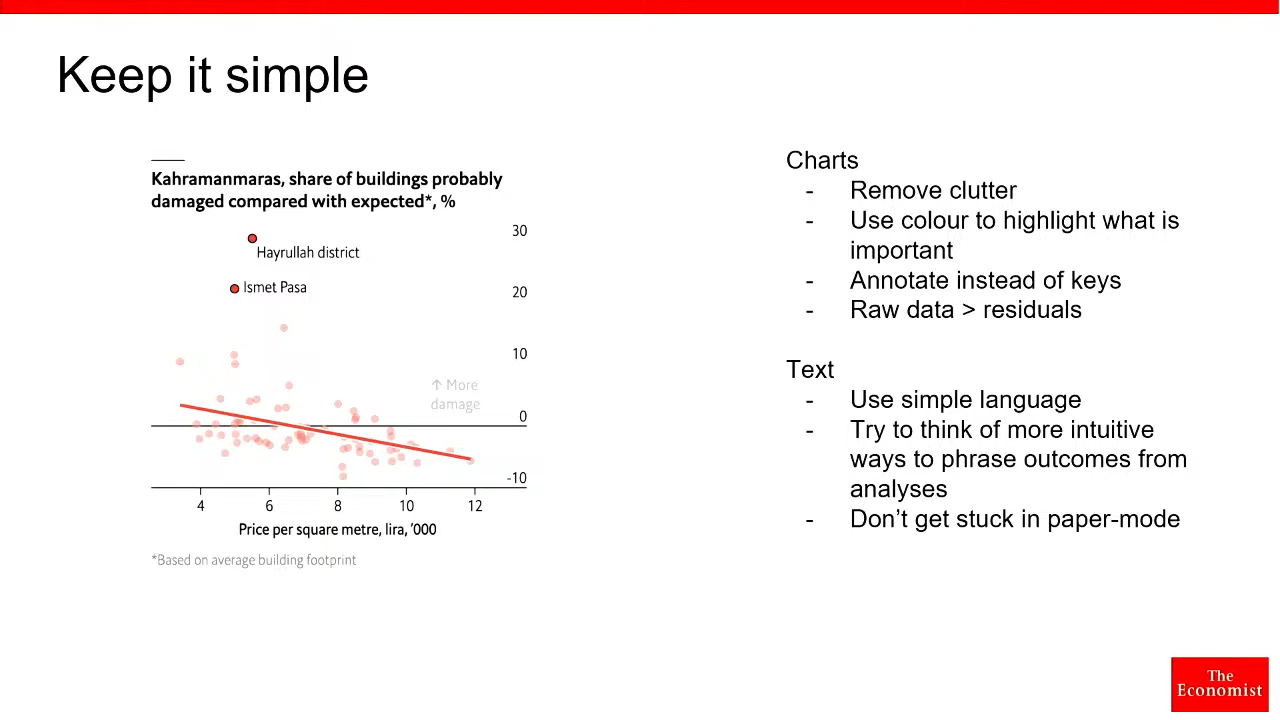 Keep it simple
Kahramanmaras, share of buildings probably
damaged compared with expected*, %
30
Hayrullah district
Ismet Pasa
20
10
↑ More
damage
0
-10
4 6 8 10 12
Price per square metre, lira, ’000
*Based on average building footprint
Charts
- Remove clutter
- Use colour to highlight what is
important
- Annotate instead of keys
- Raw data > residuals
Text
- Use simple language
- Try to think of more intuitive
ways to phrase outcomes from
analyses
- Don’t get stuck in paper-mode
The
Economist